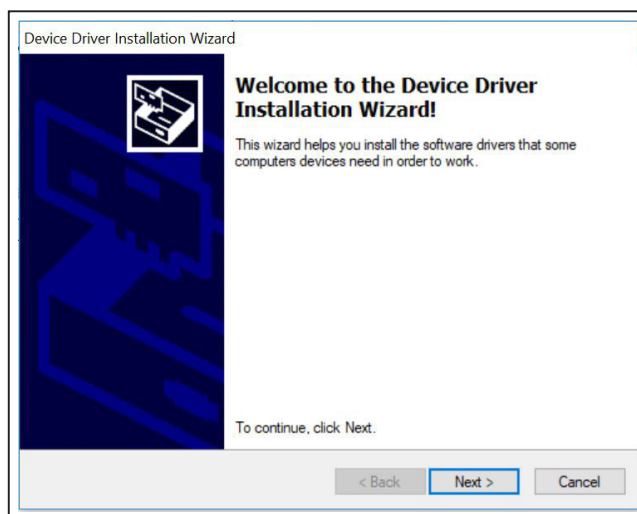 Device Driver Installation Wizard
Welcome to the Device Driver
Installation Wizard!
This wizard helps you install the software drivers that some
computers devices need in order to work.
To continue, click Next.
< Back Next > Cancel